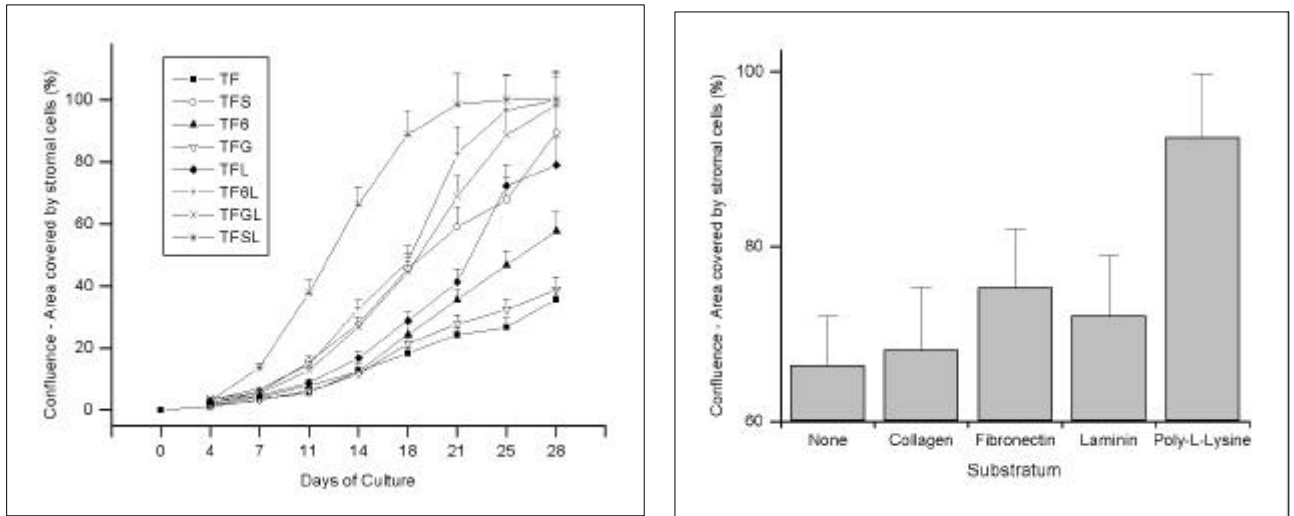 Confluence - Area covered by stromal cells (%)
100
80
60
40
20
0
TF
TFS
TF6
TFG
TFL
TF6L
TFGL
TFSL
0 4 7 11 14 18 21 25 28
Days of Culture
Confluence - Area covered by stromal cells (%)
100
80
60
None Collagen Fibronectin Laminin Poly-L-Lysine
Substratum